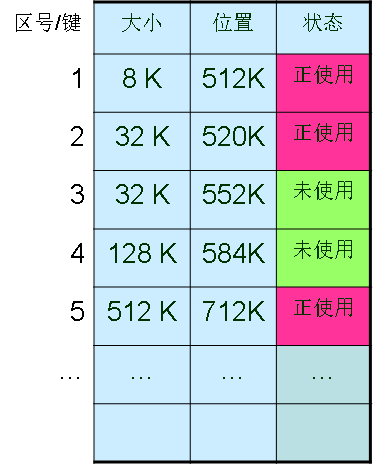 区号/键 大小 位置 状态
1 8 K 512K 正使用
2 32 K 520K 正使用
3 32 K 552K 未使用
4 128 K 584K 未使用
5 512 K 712K 正使用
… … … …